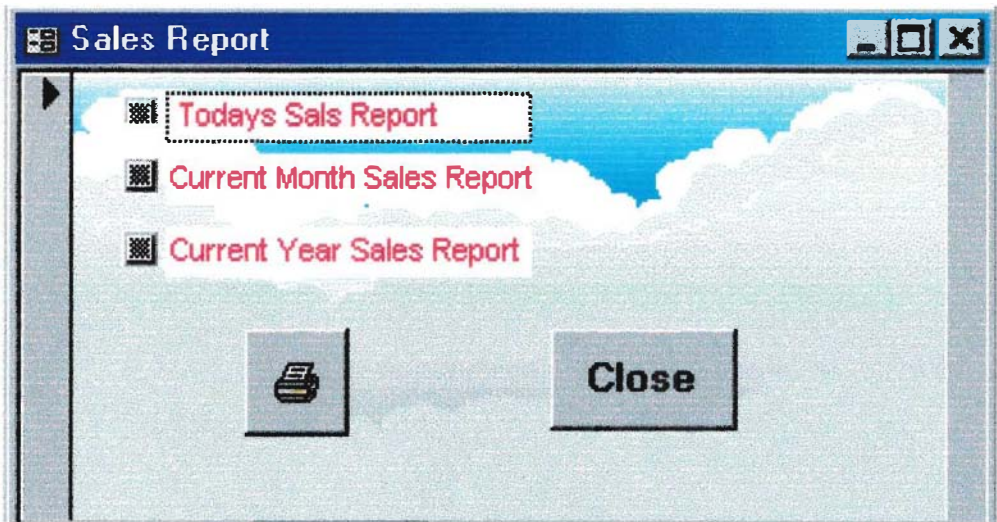 Sales Report
Todays Sals Report
Current Month Sales Report
Current Year Sales Report
Close